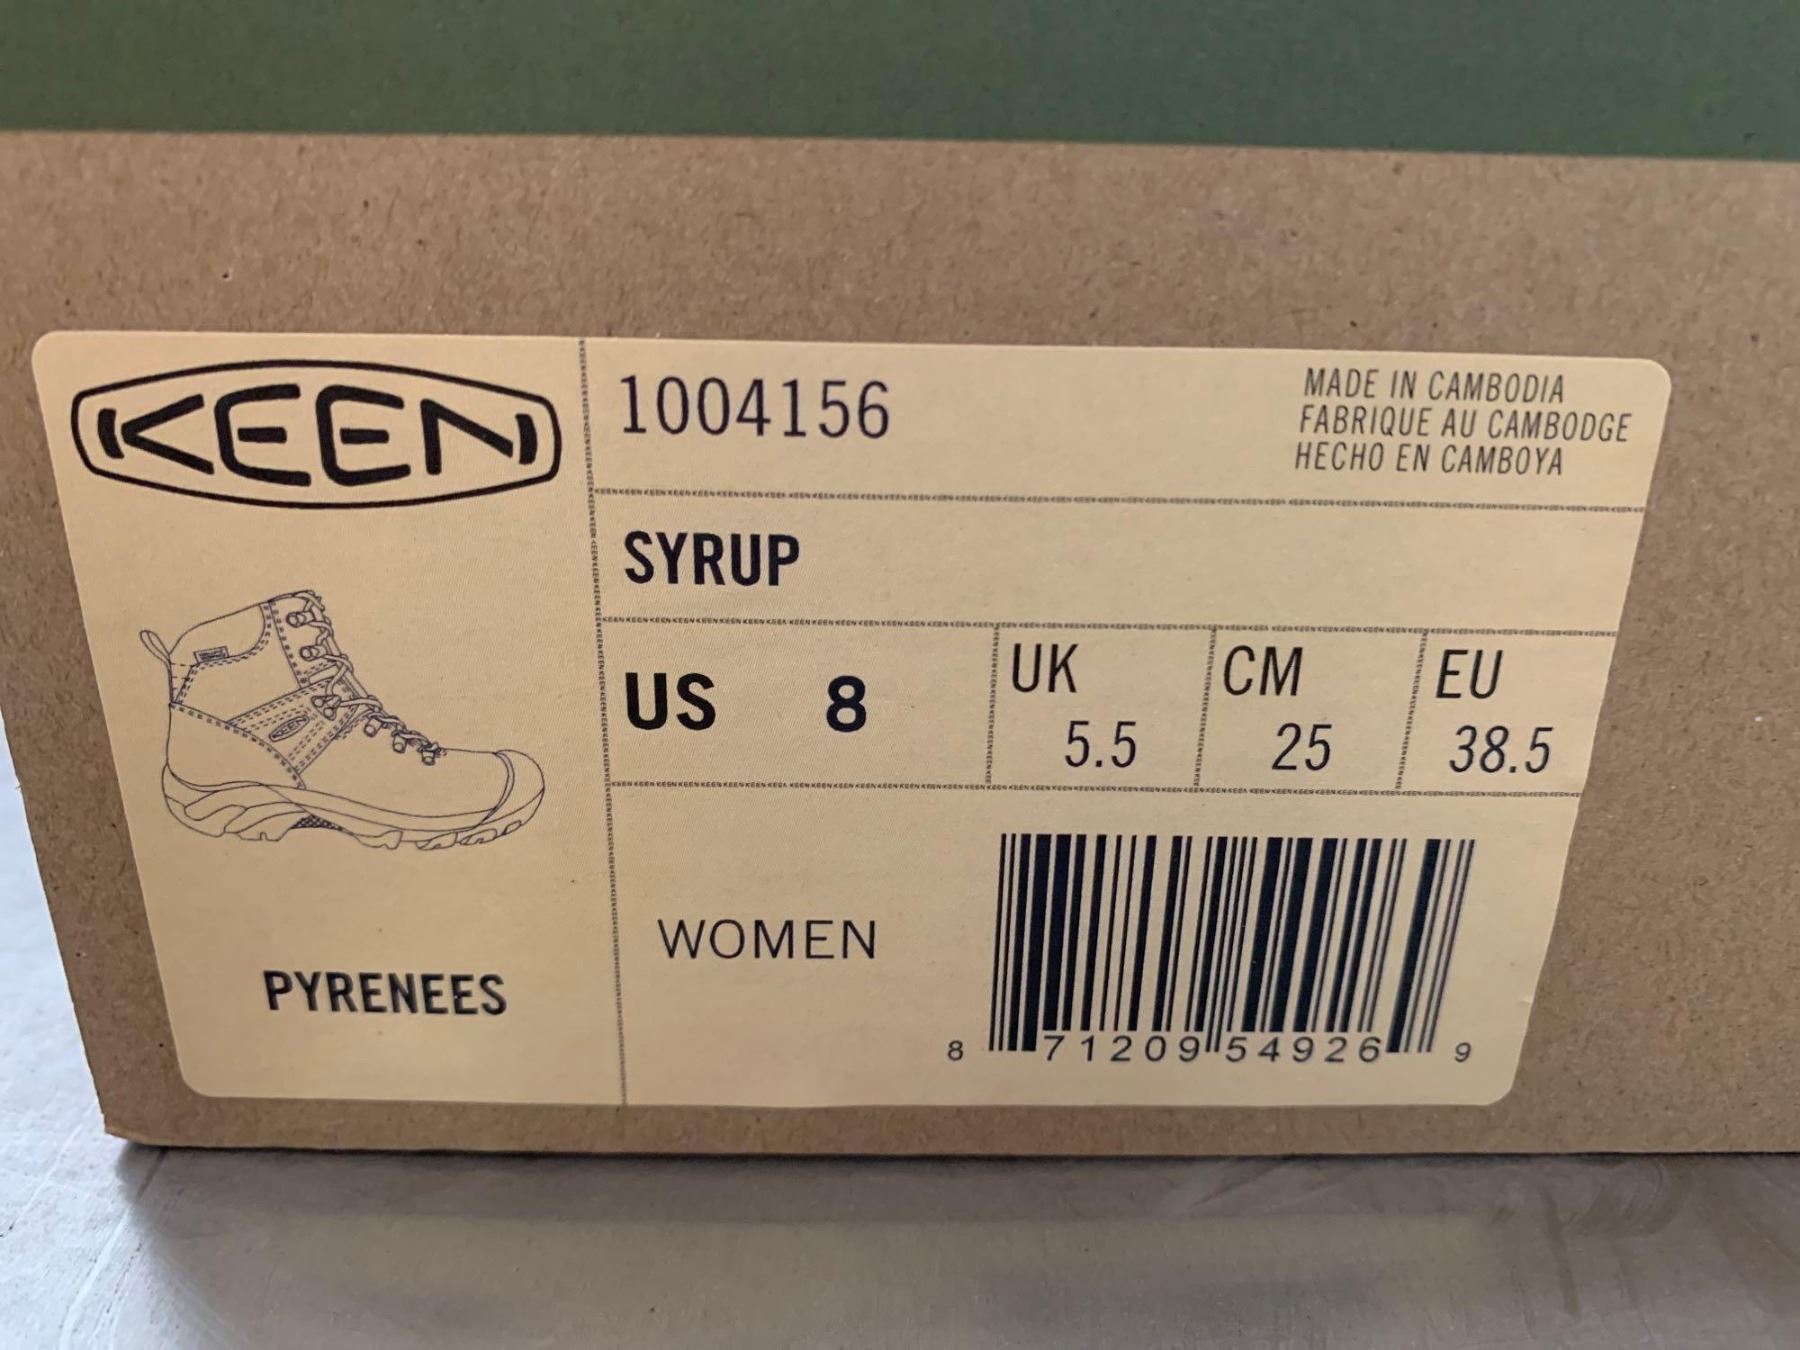 KEEN
1004156
MADE IN CAMBODIA
FABRIQUE AU CAMBODGE
HECHO EN CAMBOYA
SYRUP
US 8
UK 5.5
CM 25
EU 38.5
WOMEN
PYRENEES
8 71209 54926 9